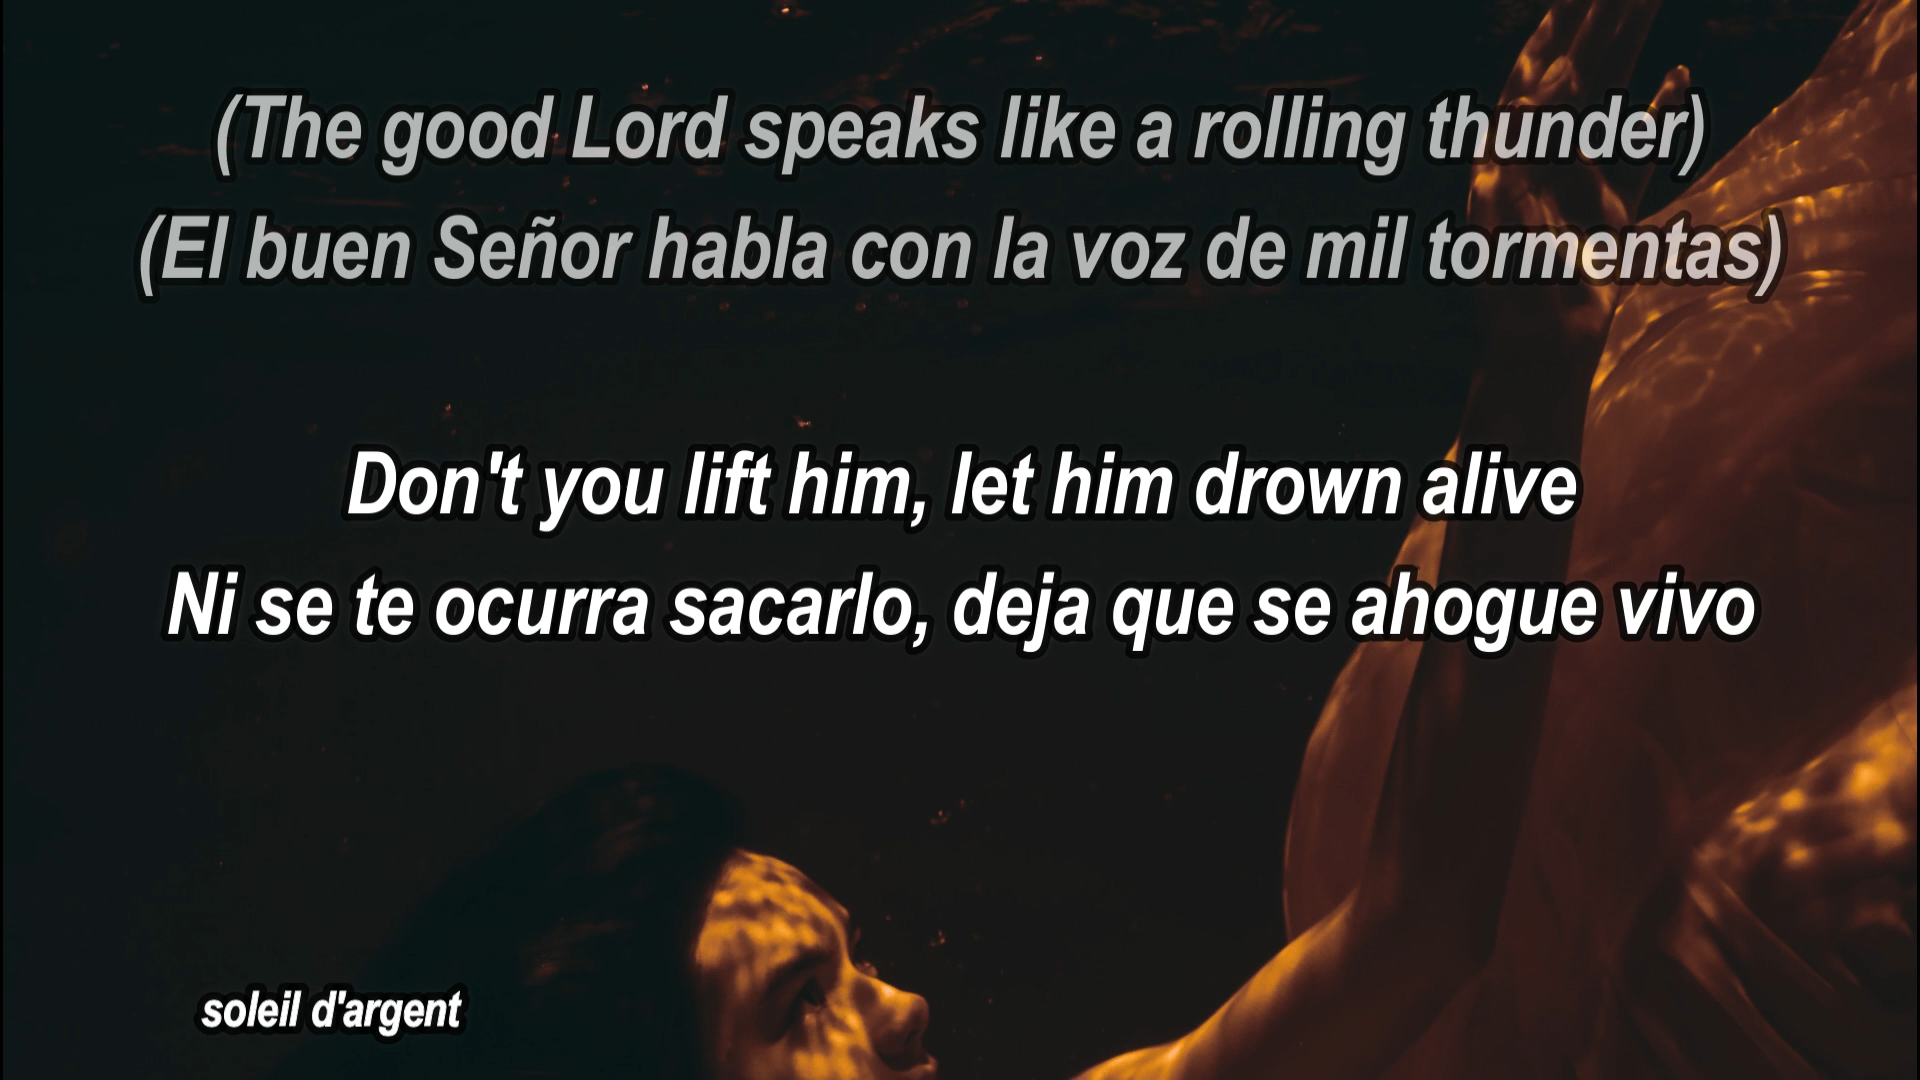 (The good Lord speaks like a rolling thunder)
(El buen Señor habla con la voz de mil tormentas)
Don't you lift him, let him drown alive
Ni se te ocurra sacarlo, deja que se ahogue vivo
soleil d'argent